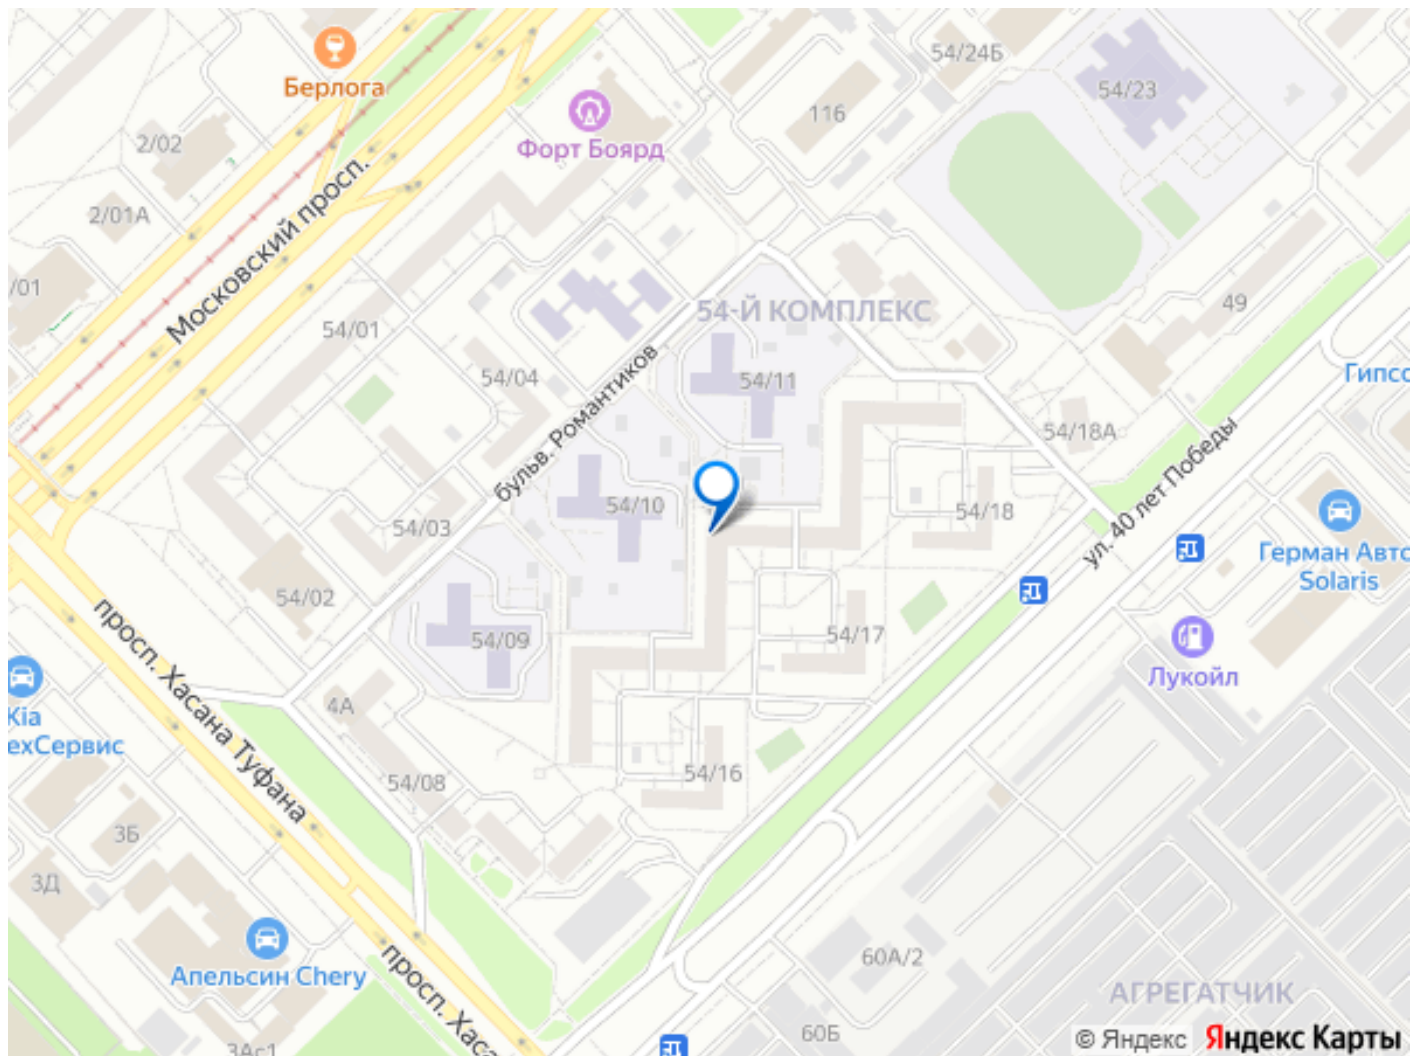 54/24Б
Берлога
54/23
116
2/02
Форт Боярд
2/01А
Московский просп.
/01
54-Й КОМПЛЕКС
49
54/01
Гипсо
54/04
54/11
бульв. Романтиков
54/18А
ул. 40 лет Победы
54/10
54/18
54/03
Герман Авто
Solaris
54/02
просп. Хасана Туфана
54/09
54/17
Лукойл
4А
Kia
ехСервис
54/08
54/16
3Б
3Д
Апельсин Chery
просп. Хаса
60А/2
АГРЕГАТЧИК
60Б
3Ас1
© Яндекс Яндекс Карты